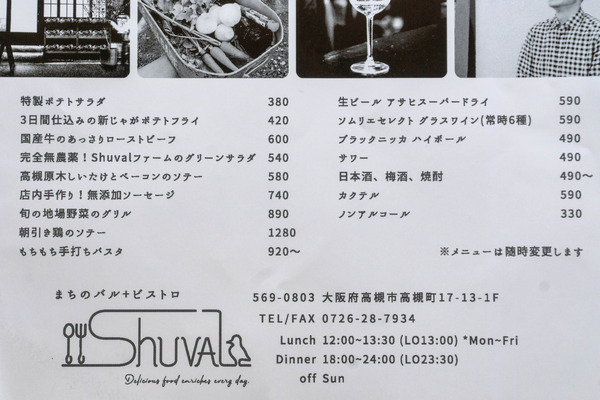 特製ポテトサラダ 380
3日間仕込みの新じゃがポテトフライ 420
国産牛のあっさりローストビーフ 600
完全無農薬！Shuvalファームのグリーンサラダ 540
高槻原木しいたけとベーコンのソテー 580
店内手作り！無添加ソーセージ 740
旬の地場野菜のグリル 890
朝引き鶏のソテー 1280
もちもち手打ちパスタ 920～
生ビール アサヒスーパードライ 590
ソムリエセレクト グラスワイン(常時6種) 590
ブラックニッカ ハイボール 490
サワー 490
日本酒、梅酒、焼酎 490～
カクテル 590
ノンアルコール 330
※メニューは随時変更します
まちのバル+ビストロ
Shuval
Delicious food enriches every day.
569-0803 大阪府高槻市高槻町17-13-1F
TEL/FAX 0726-28-7934
Lunch 12:00~13:30 (LO13:00) *Mon~Fri
Dinner 18:00~24:00 (LO23:30)
off Sun